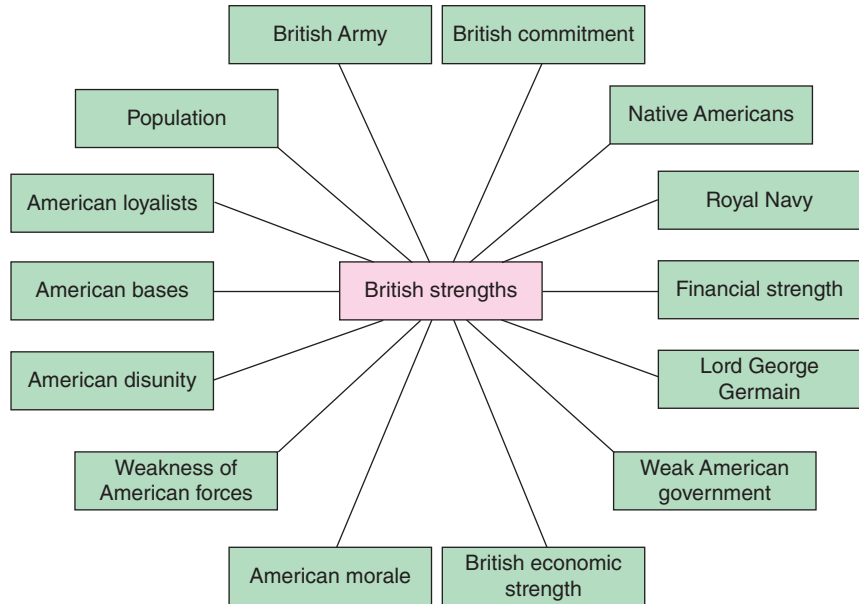 British Army
British commitment
Population
Native Americans
American loyalists
Royal Navy
American bases
British strengths
Financial strength
American disunity
Lord George
Germain
Weakness of
American forces
Weak American
government
American morale
British economic
strength